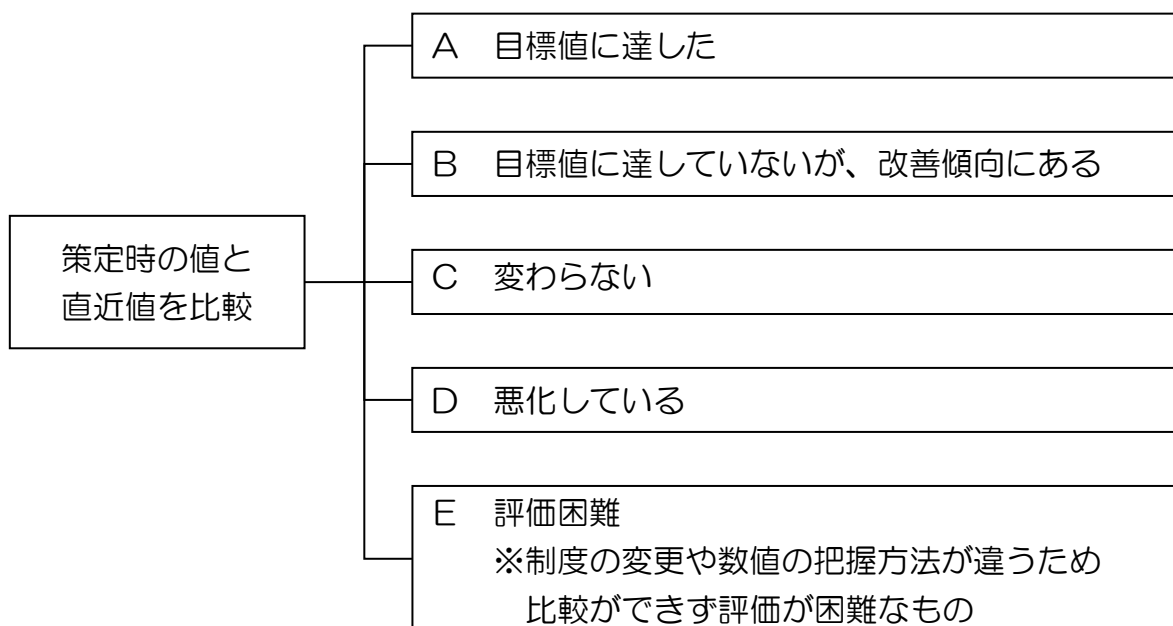 A 目標値に達した
B 目標値に達していないが、改善傾向にある
策定時の値と
直近値を比較
C 変わらない
D 悪化している
E 評価困難
※制度の変更や数値の把握方法が違うため
比較ができず評価が困難なもの